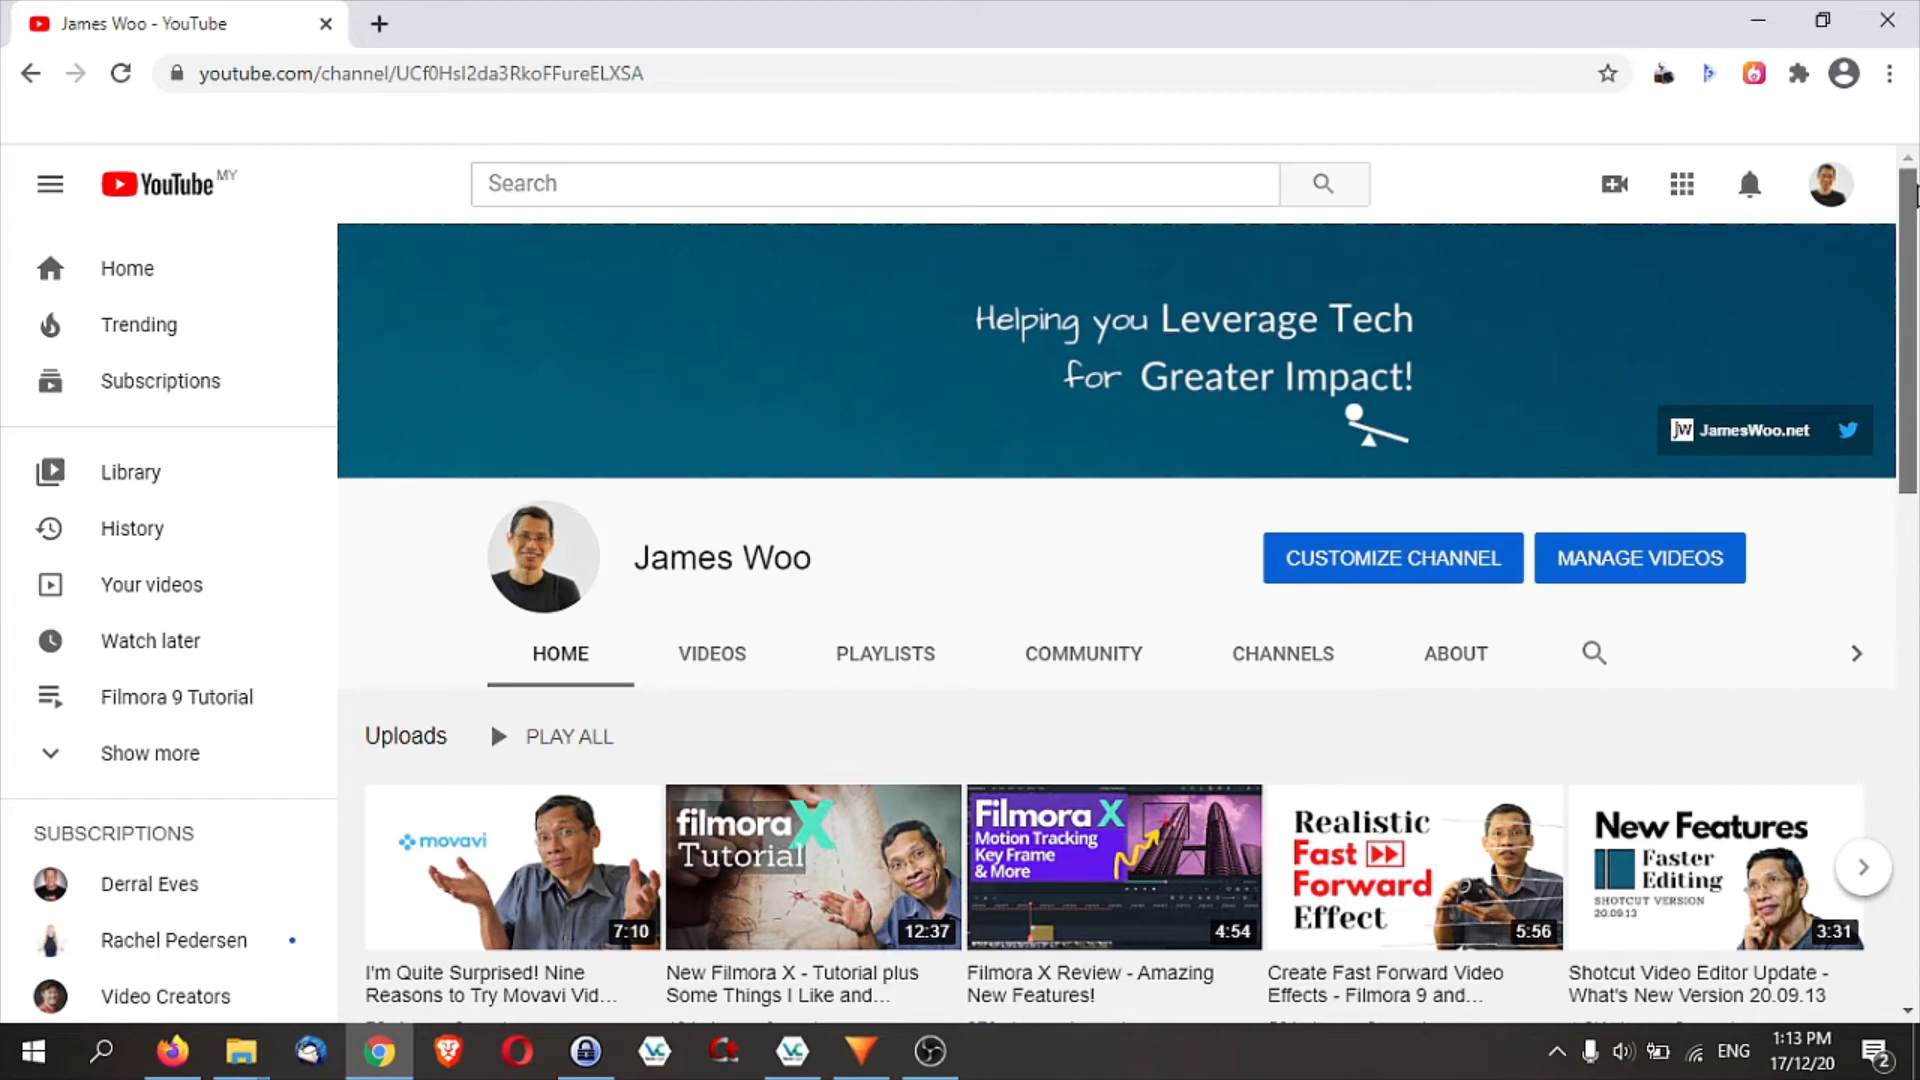 James Woo - YouTube
youtube.com/channel/UCf0HsI2da3RkoFFureELXSA
YouTube MY
Search
Home
Trending
Subscriptions
Library
History
Your videos
Watch later
Filmora 9 Tutorial
Show more
SUBSCRIPTIONS
Derral Eves
Rachel Pedersen
Video Creators
Helping you Leverage Tech
for Greater Impact!
JW JamesWoo.net
James Woo
CUSTOMIZE CHANNEL
MANAGE VIDEOS
HOME
VIDEOS
PLAYLISTS
COMMUNITY
CHANNELS
ABOUT
Uploads
PLAY ALL
movavi
7:10
I'm Quite Surprised! Nine
Reasons to Try Movavi Vid...
filmora X
Tutorial
12:37
New Filmora X - Tutorial plus
Some Things I Like and...
Filmora X
Motion Tracking
Key Frame
& More
4:54
Filmora X Review - Amazing
New Features!
Realistic
Fast
Forward
Effect
5:56
Create Fast Forward Video
Effects - Filmora 9 and...
New Features
Faster
Editing
SHOTCUT VERSION
20.09.13
3:31
Shotcut Video Editor Update -
What's New Version 20.09.13
ENG
1:13 PM
17/12/20
2